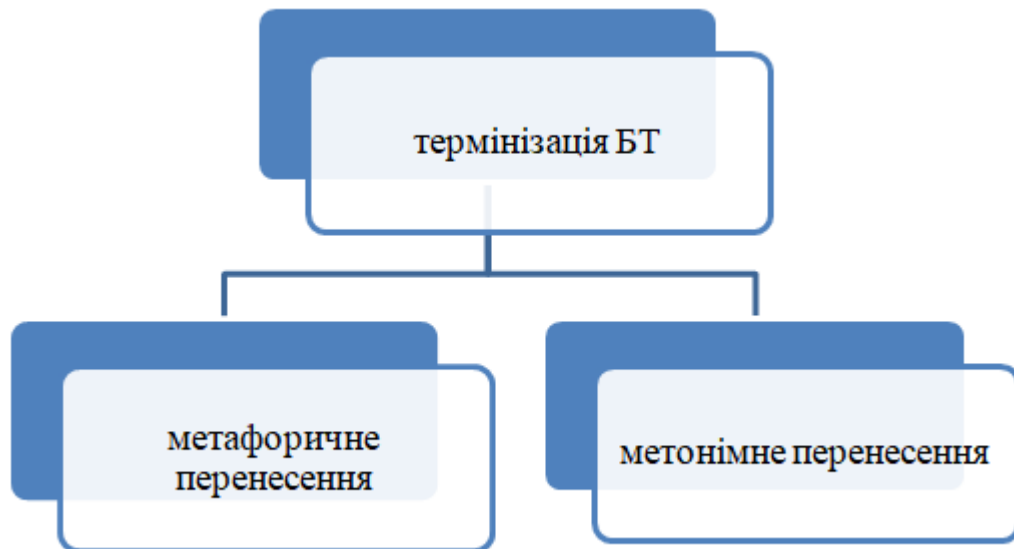 термінізація БТ
метафоричне
перенесення
метонімне перенесення